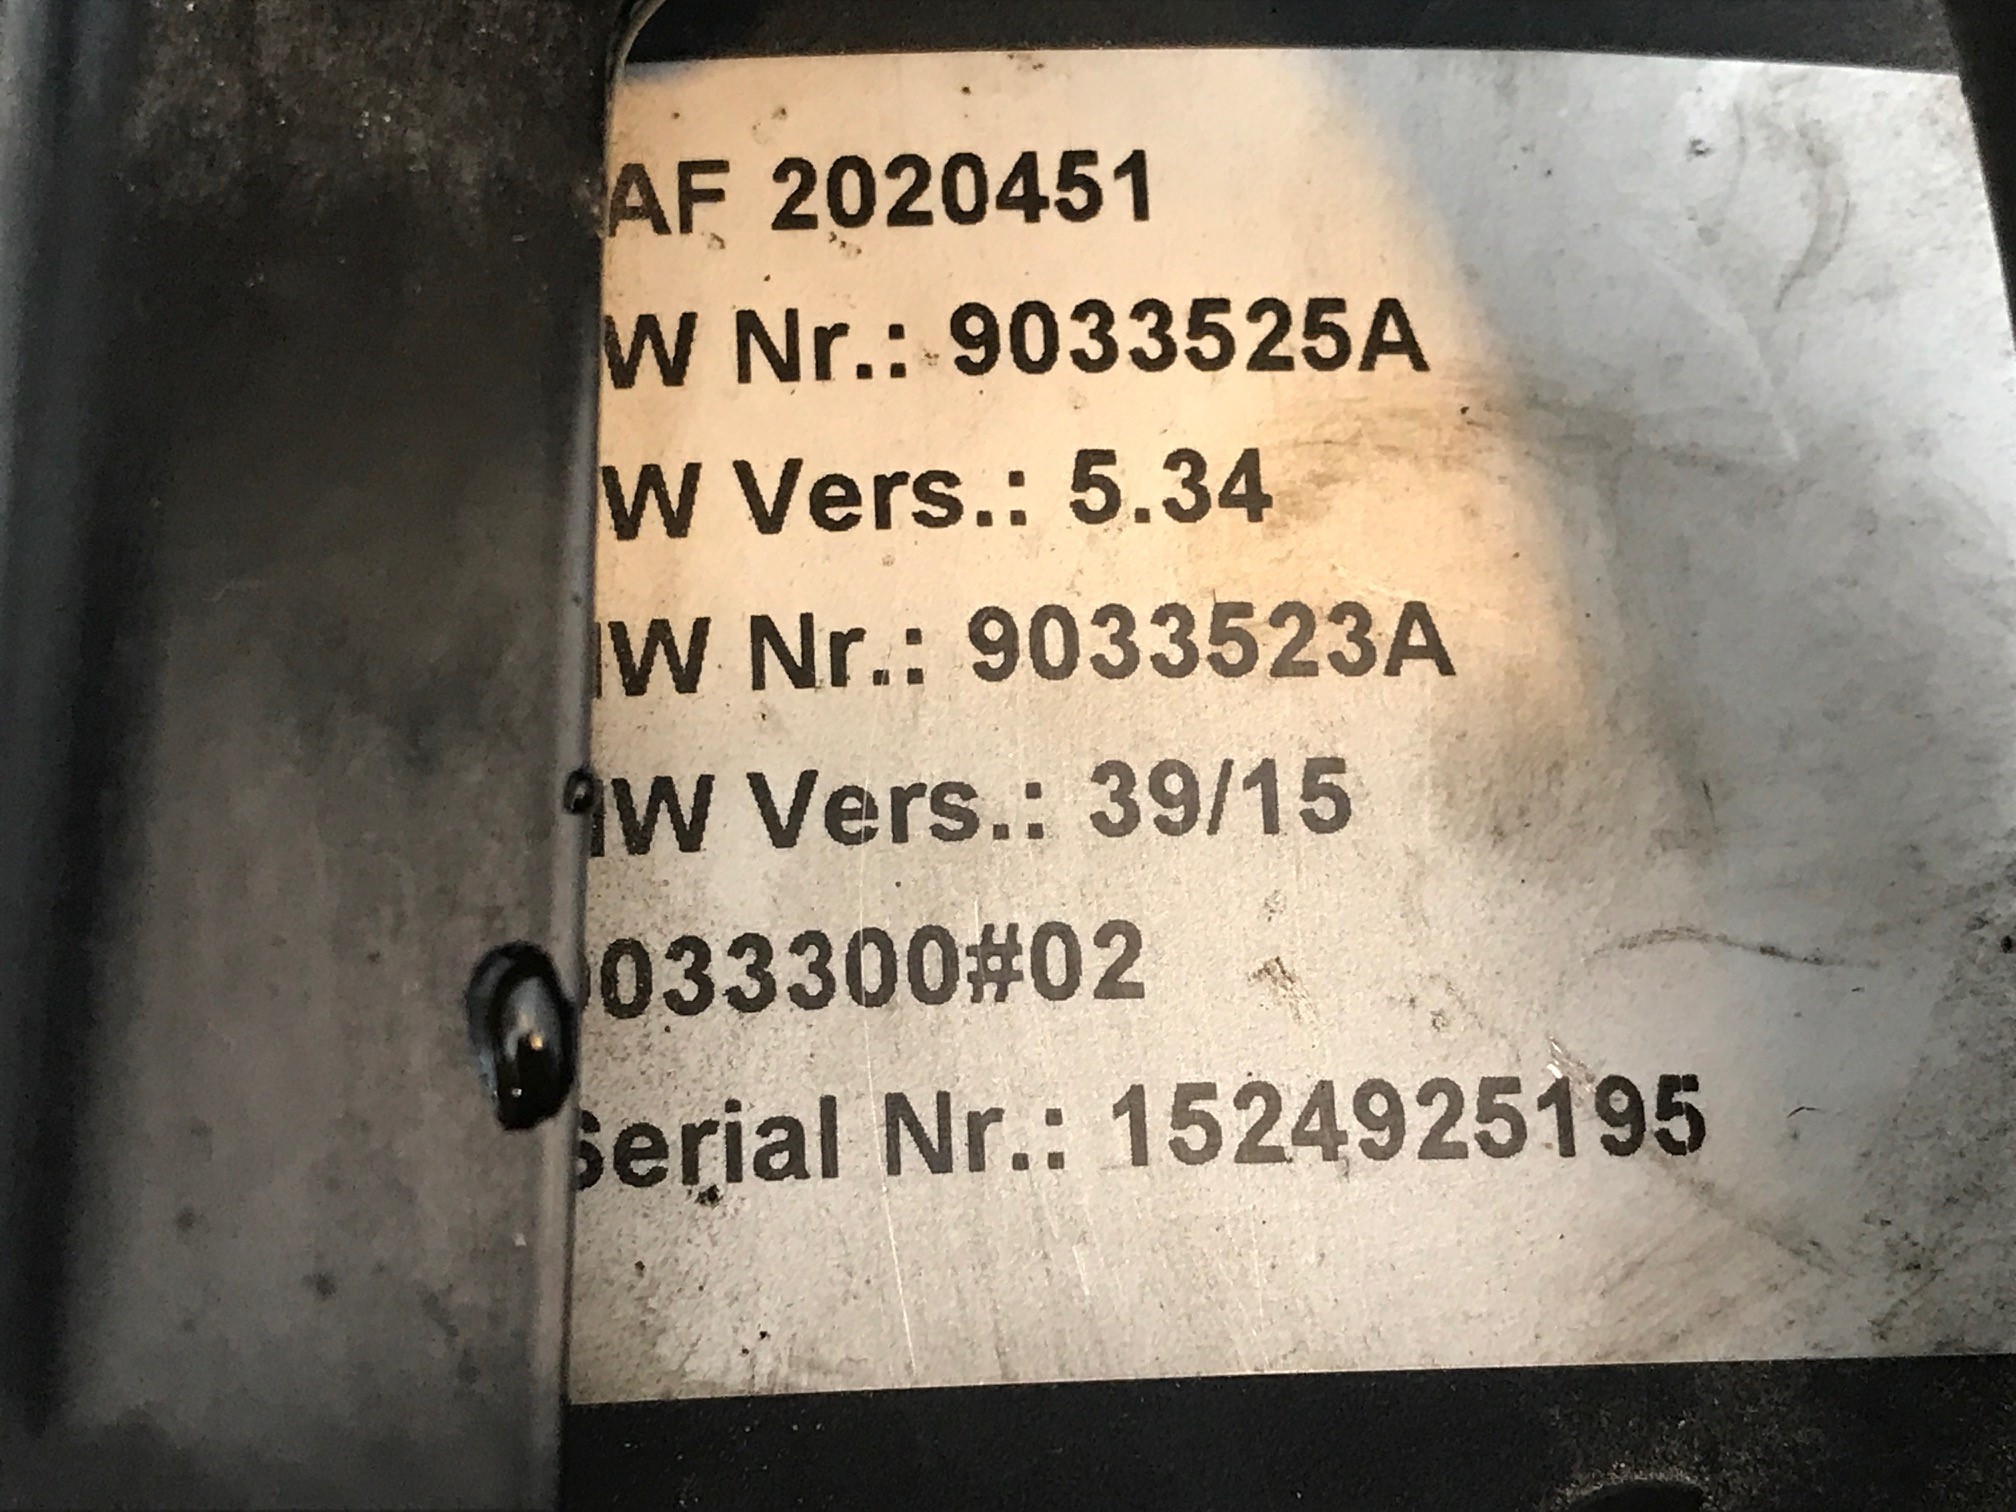 AF 2020451
W Nr.: 9033525A
W Vers.: 5.34
W Nr.: 9033523A
W Vers.: 39/15
033300#02
Serial Nr.: 1524925195